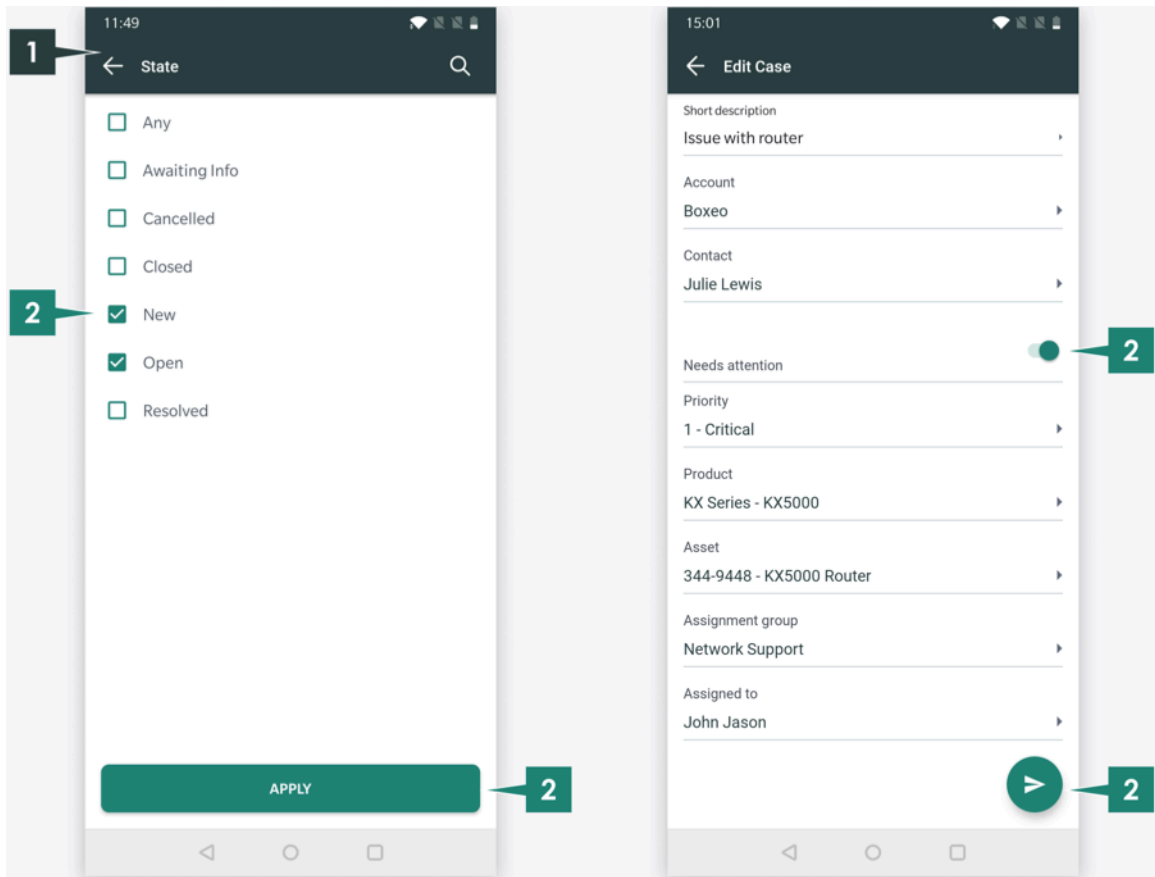 1
11:49
State
Any
Awaiting Info
Cancelled
Closed
2
New
Open
Resolved
APPLY
2
15:01
Edit Case
Short description
Issue with router
Account
Boxeo
Contact
Julie Lewis
2
Needs attention
Priority
1 - Critical
Product
KX Series - KX5000
Asset
344-9448 - KX5000 Router
Assignment group
Network Support
Assigned to
John Jason
2